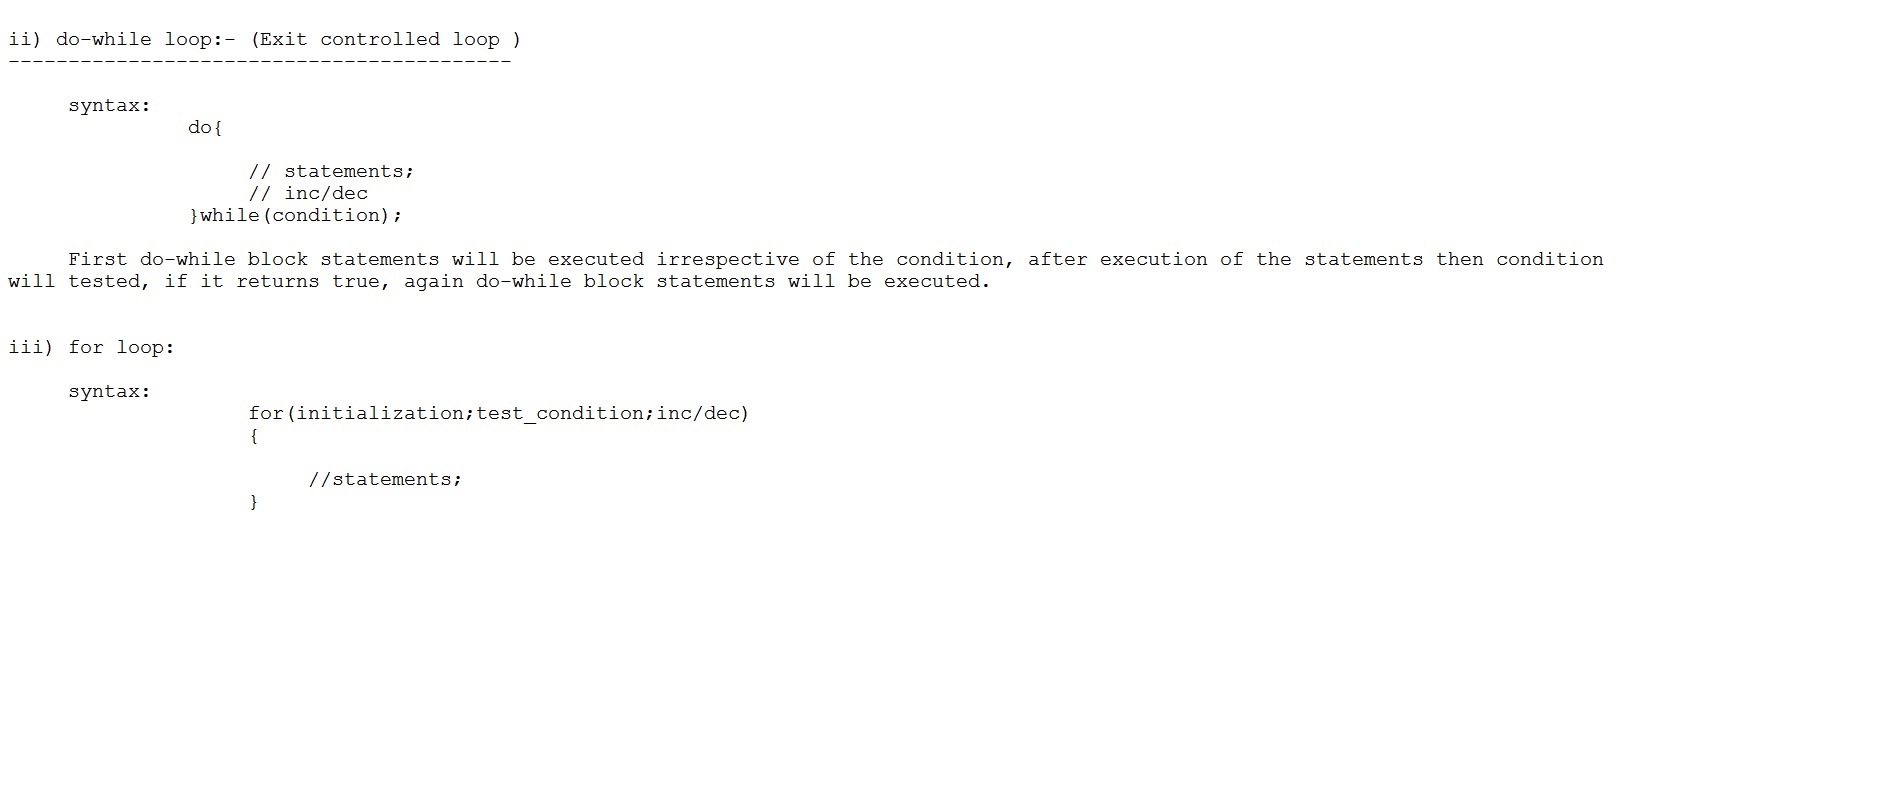 ii) do-while loop:- (Exit controlled loop )
------------------------------------------
syntax:
do{
// statements;
// inc/dec
}while(condition);
First do-while block statements will be executed irrespective of the condition, after execution of the statements then condition
will tested, if it returns true, again do-while block statements will be executed.
iii) for loop:
syntax:
for(initialization;test_condition;inc/dec)
{
//statements;
}